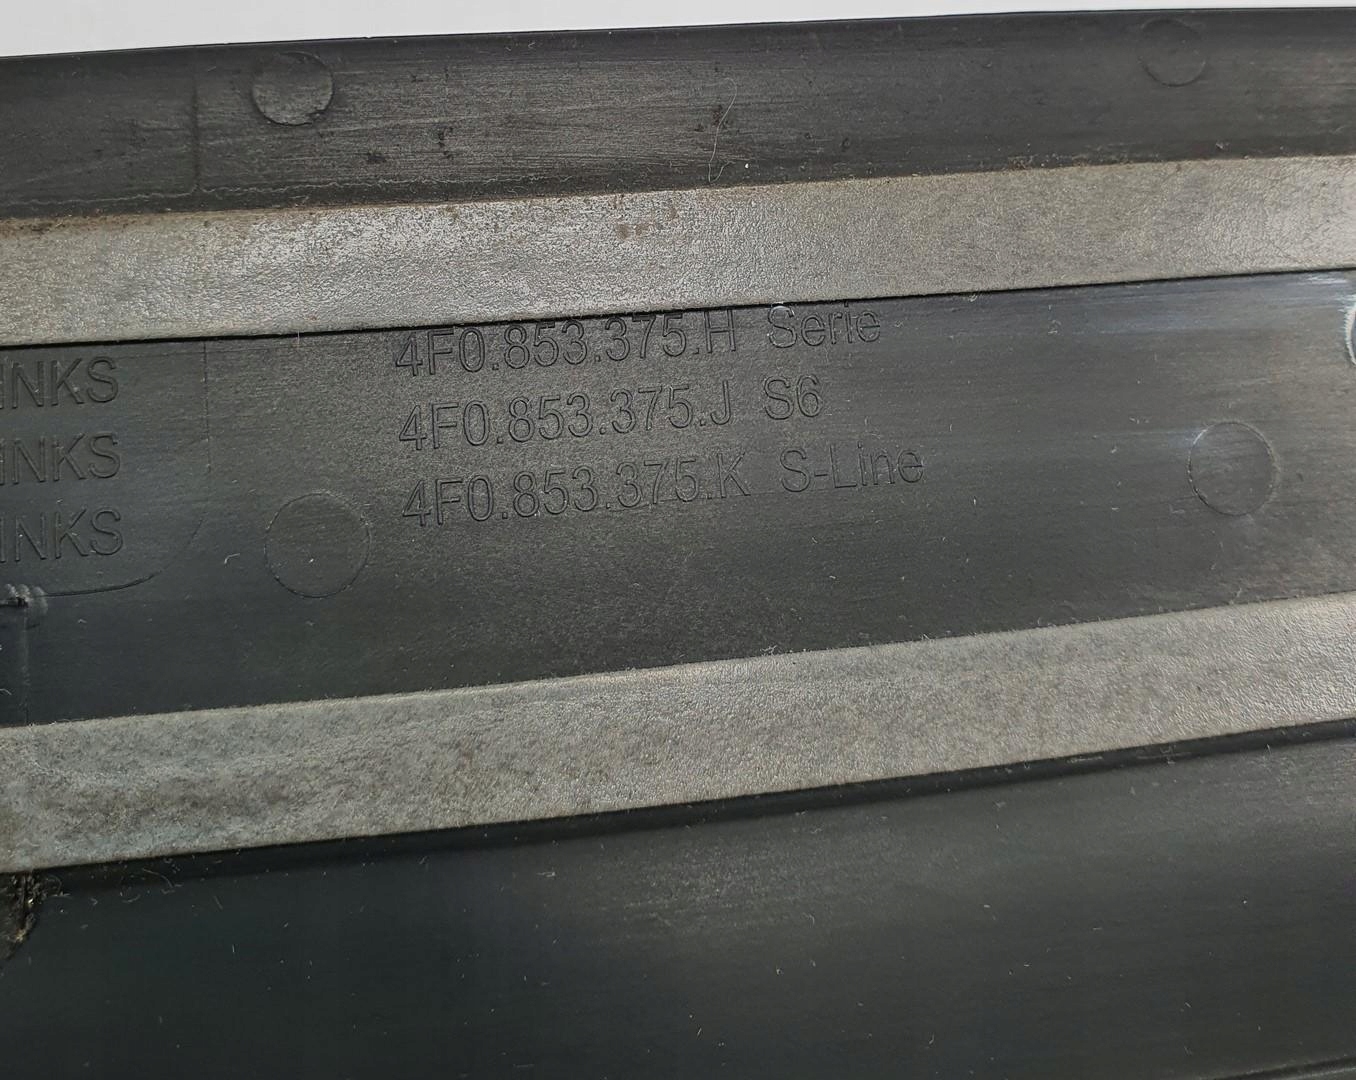 INKS 4F0.853.375.H Serie
INKS 4F0.853.375.J S6
INKS 4F0.853.375.K S-Line